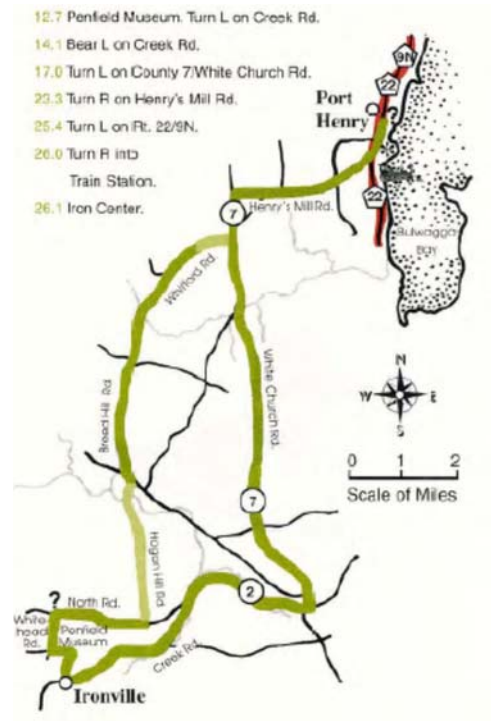 12.7 Penfield Museum. Turn L on Creek Rd.
14.1 Bear L on Creek Rd.
17.0 Turn L on County 7/White Church Rd.
23.3 Turn R on Henry's Mill Rd.
25.4 Turn L on Rt. 22/9N.
26.0 Turn R into
Train Station.
26.1 Iron Center.
9N
22
Port
Henry
?
7
Henry's Mill Rd.
22
Bulwagga
Bay
Whitford Rd.
White Church Rd.
Broad Hill Rd
N
W
E
S
0 1 2
Scale of Miles
7
Hogan Hill Rd
2
?
North Rd.
White
head
Rd.
Penfield
Museum
Creek Rd.
Ironville